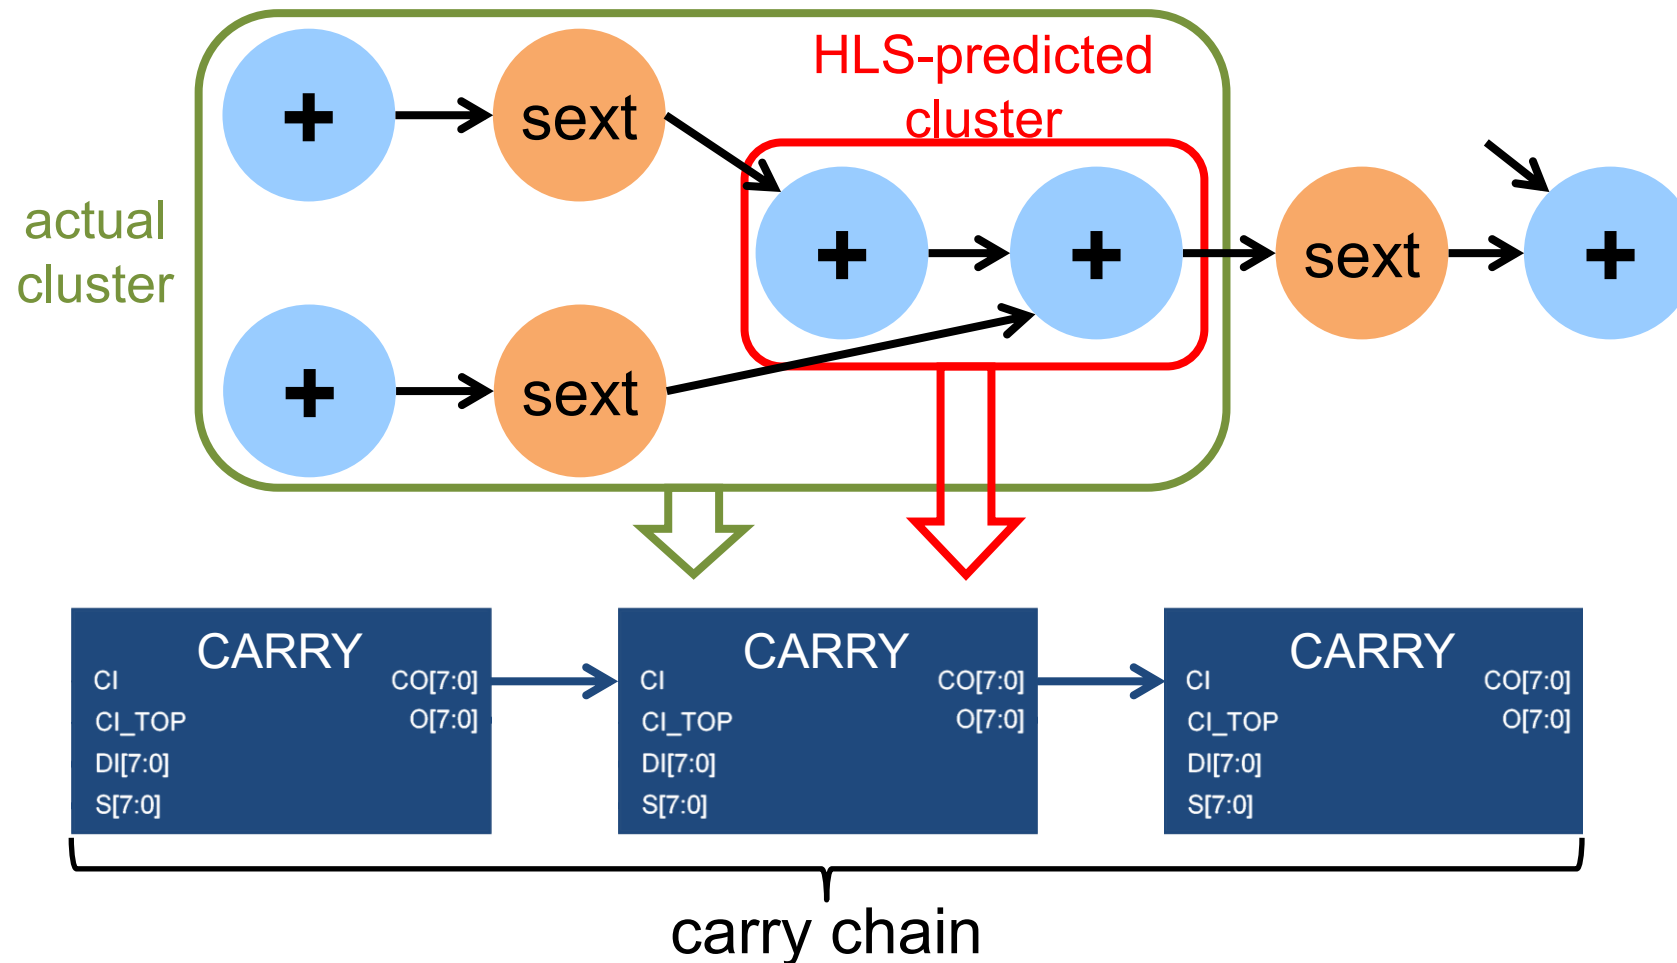 HLS-predicted
cluster
+
sext
actual
cluster
+
+
sext
+
+
sext
CARRY
CI
CO[7:0]
CI_TOP
O[7:0]
DI[7:0]
S[7:0]
CARRY
CI
CO[7:0]
CI_TOP
O[7:0]
DI[7:0]
S[7:0]
CARRY
CI
CO[7:0]
CI_TOP
O[7:0]
DI[7:0]
S[7:0]
carry chain